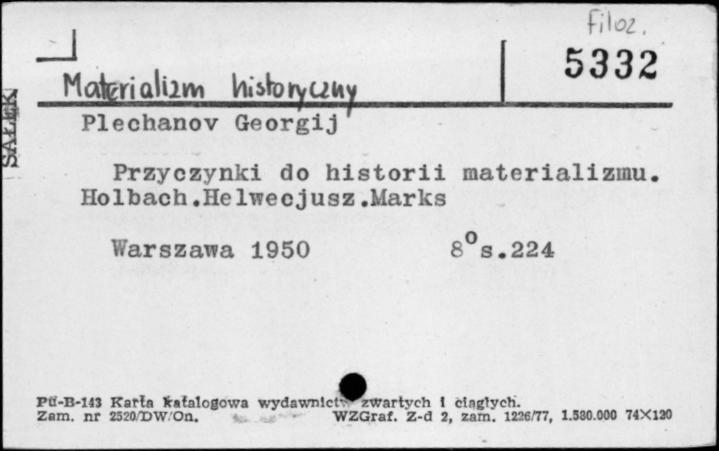 Filoz.
5332
Materializm historyczny
SAŁEK
Plechanov Georgij
Przyczynki do historii materializmu.
Holbach.Helwecjusz.Marks
Warszawa 1950 8° s.224
Pu-B-143 Karta katalogowa wydawnictw zwartych i ciągłych.
Zam. nr 2520/DW/On. WZGraf. Z-d 2, zam. 1226/77, 1.580.000 74×120